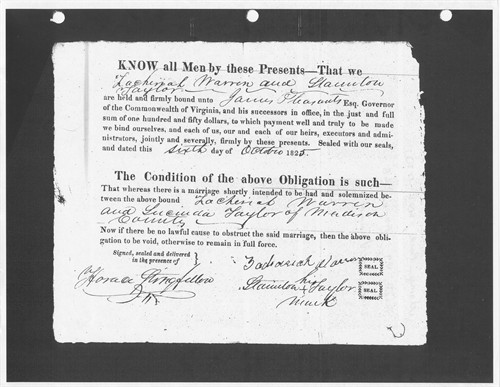 KNOW all Men by these Presents—That we
Zacheriah Warren and Stanton
Taylor
are held and firmly bound unto James Pleasants Esq. Governor
of the Commonwealth of Virginia, and his successors in office, in the just and full
sum of one hundred and fifty dollars, to which payment well and truly to be made
we bind ourselves, and each of us, our and each of our heirs, executors and admi-
nistrators, jointly and severally, firmly by these presents. Sealed with our seals,
and dated this sixth day of October 1825.
The Condition of the above Obligation is such—
That whereas there is a marriage shortly intended to be had and solemnized be-
tween the above bound Zacheriah Warren
and Lucinda Taylor of Madison
County
Now if there be no lawful cause to obstruct the said marriage, then the above obli-
gation to be void, otherwise to remain in full force.
Signed, sealed and delivered
in the presence of
Warren SEAL
Horace Stringfellow
his
Stanton Taylor SEAL
Mark